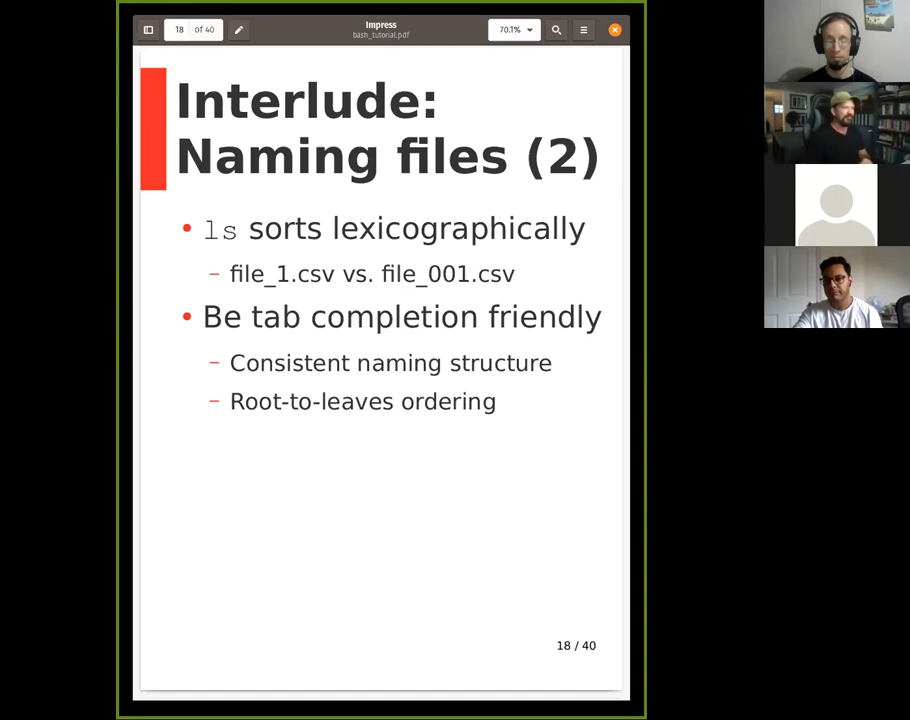 18 of 40
Impress
bash_tutorial.pdf
70.1%
Interlude:
Naming files (2)
• ls sorts lexicographically
– file_1.csv vs. file_001.csv
• Be tab completion friendly
– Consistent naming structure
– Root-to-leaves ordering
18 / 40